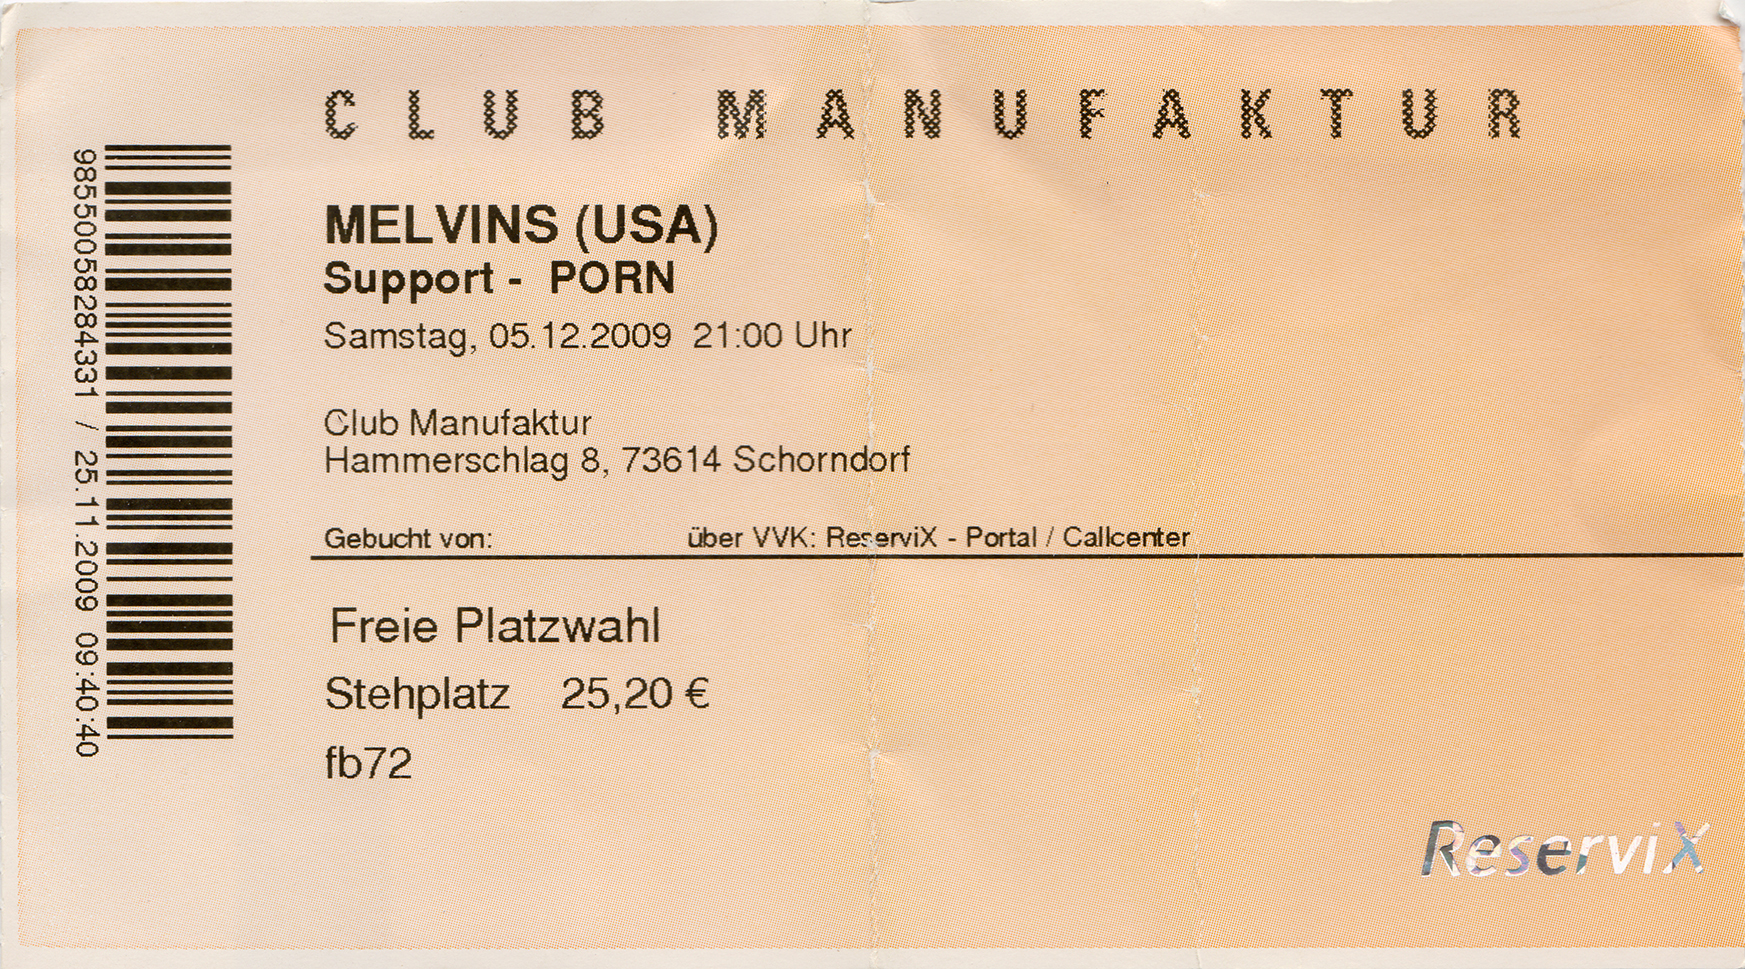 CLUB MANUFAKTUR
MELVINS (USA)
Support - PORN
Samstag, 05.12.2009 21:00 Uhr
Club Manufaktur
Hammerschlag 8, 73614 Schorndorf
Gebucht von: über VVK: ReserviX - Portal / Callcenter
Freie Platzwahl
Stehplatz 25,20 €
fb72
ReserviX
9855005828433​1 / 25.11.2009 09:40:40